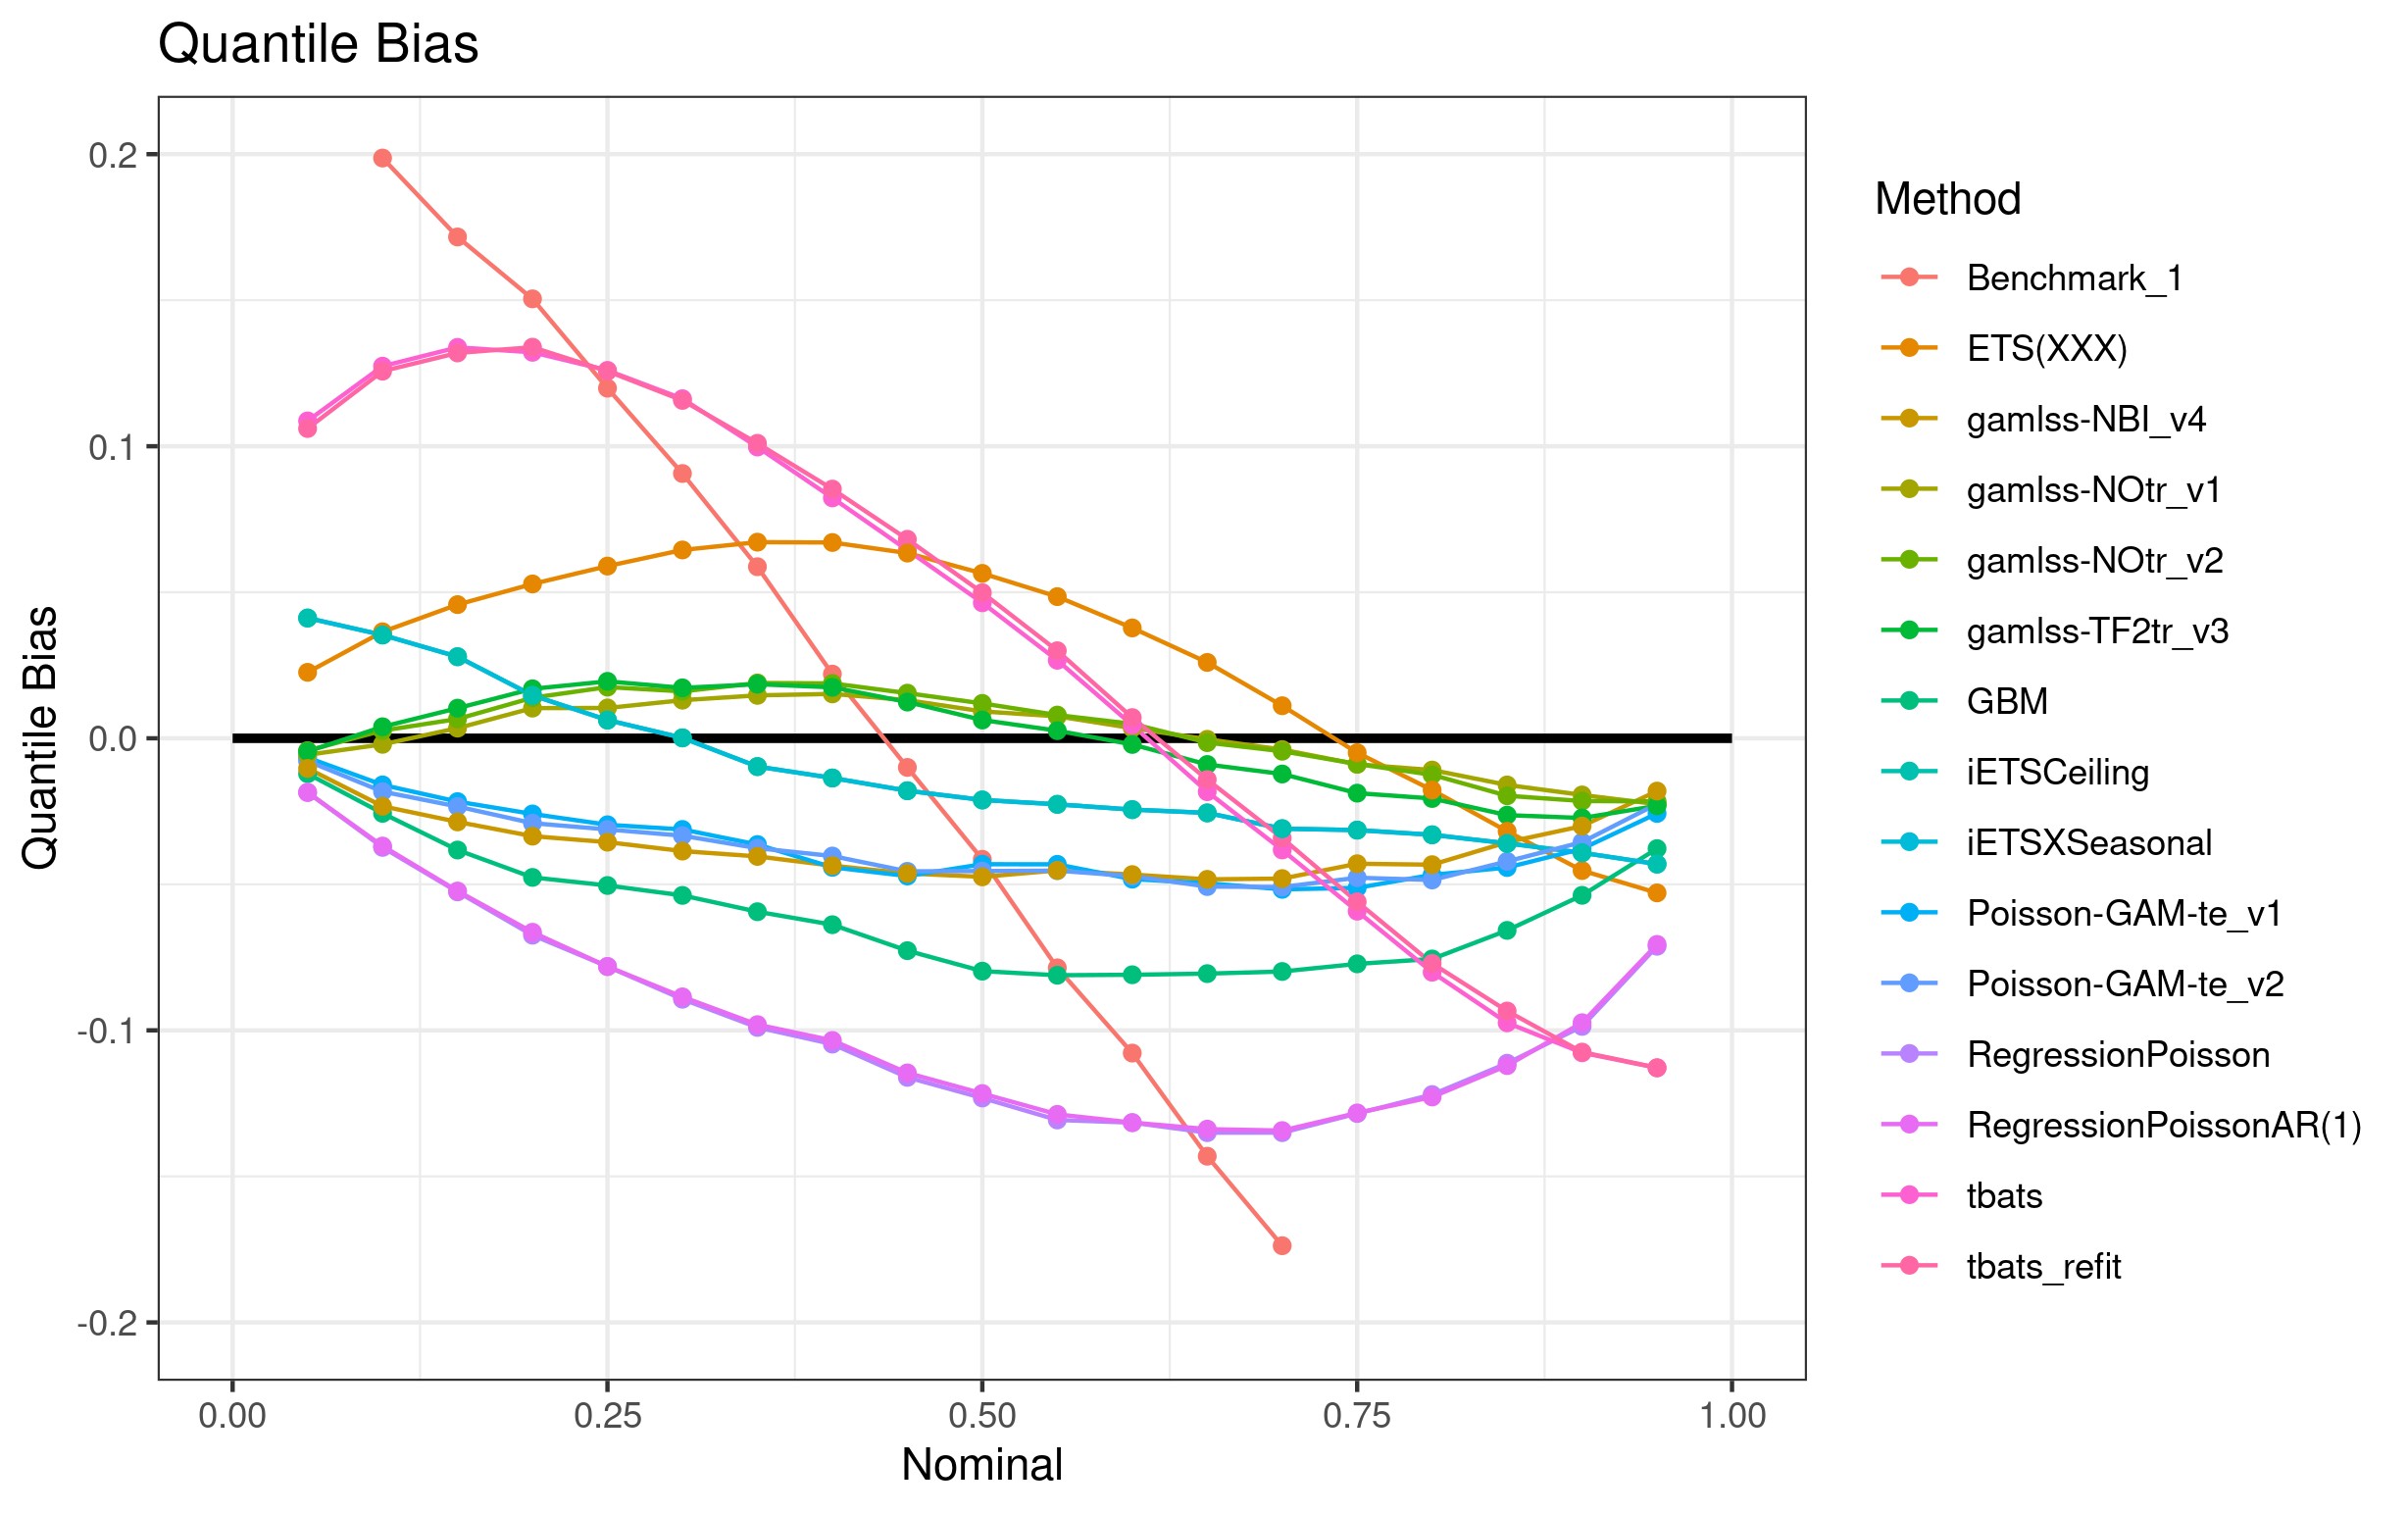 Quantile Bias
Quantile Bias
0.2
0.1
0.0
-0.1
-0.2
0.00
0.25
0.50
0.75
1.00
Nominal
Method
Benchmark_1
ETS(XXX)
gamlss-NBI_v4
gamlss-NOtr_v1
gamlss-NOtr_v2
gamlss-TF2tr_v3
GBM
iETSCeiling
iETSXSeasonal
Poisson-GAM-te_v1
Poisson-GAM-te_v2
RegressionPoisson
RegressionPoissonAR(1)
tbats
tbats_refit